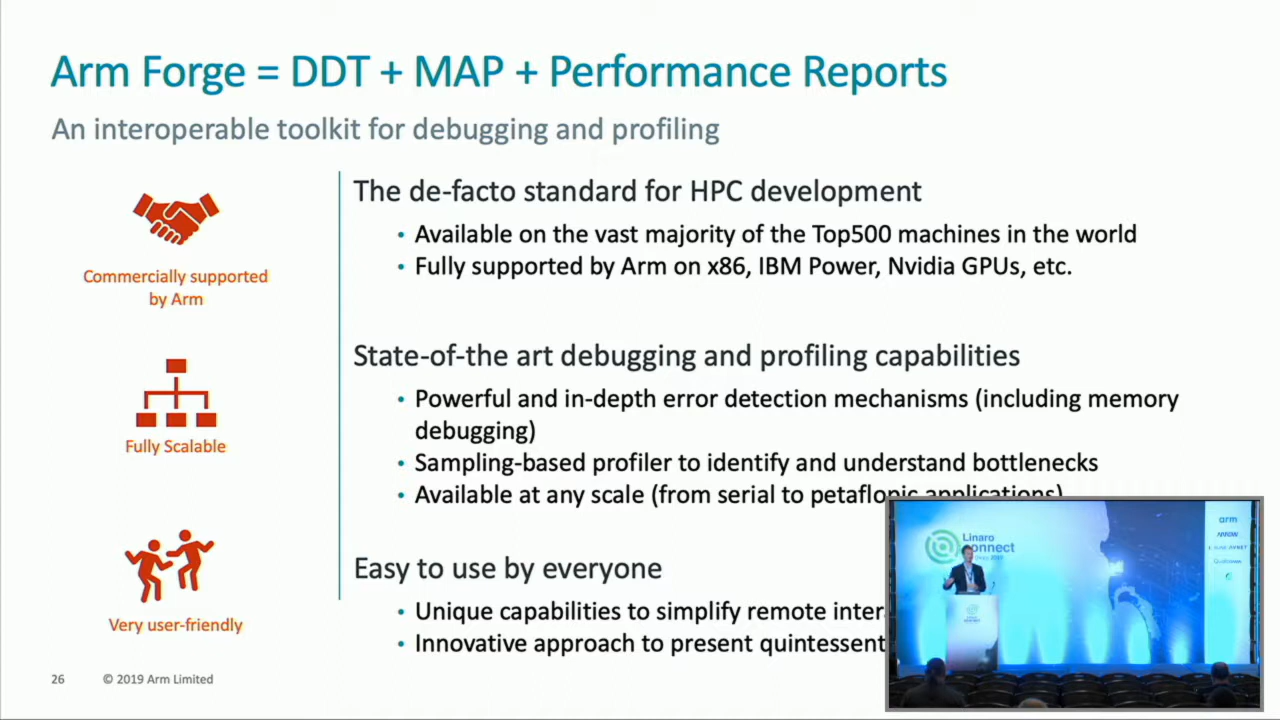 Arm Forge = DDT + MAP + Performance Reports
An interoperable toolkit for debugging and profiling
Commercially supported
by Arm
Fully Scalable
Very user-friendly
The de-facto standard for HPC development
• Available on the vast majority of the Top500 machines in the world
• Fully supported by Arm on x86, IBM Power, Nvidia GPUs, etc.
State-of-the art debugging and profiling capabilities
• Powerful and in-depth error detection mechanisms (including memory
debugging)
• Sampling-based profiler to identify and understand bottlenecks
• Available at any scale (from serial to petaflopic applications)
Easy to use by everyone
• Unique capabilities to simplify remote
• Innovative approach to present
26 © 2019 Arm Limited
Linaro
connect
arm
ARROW
Qualcomm